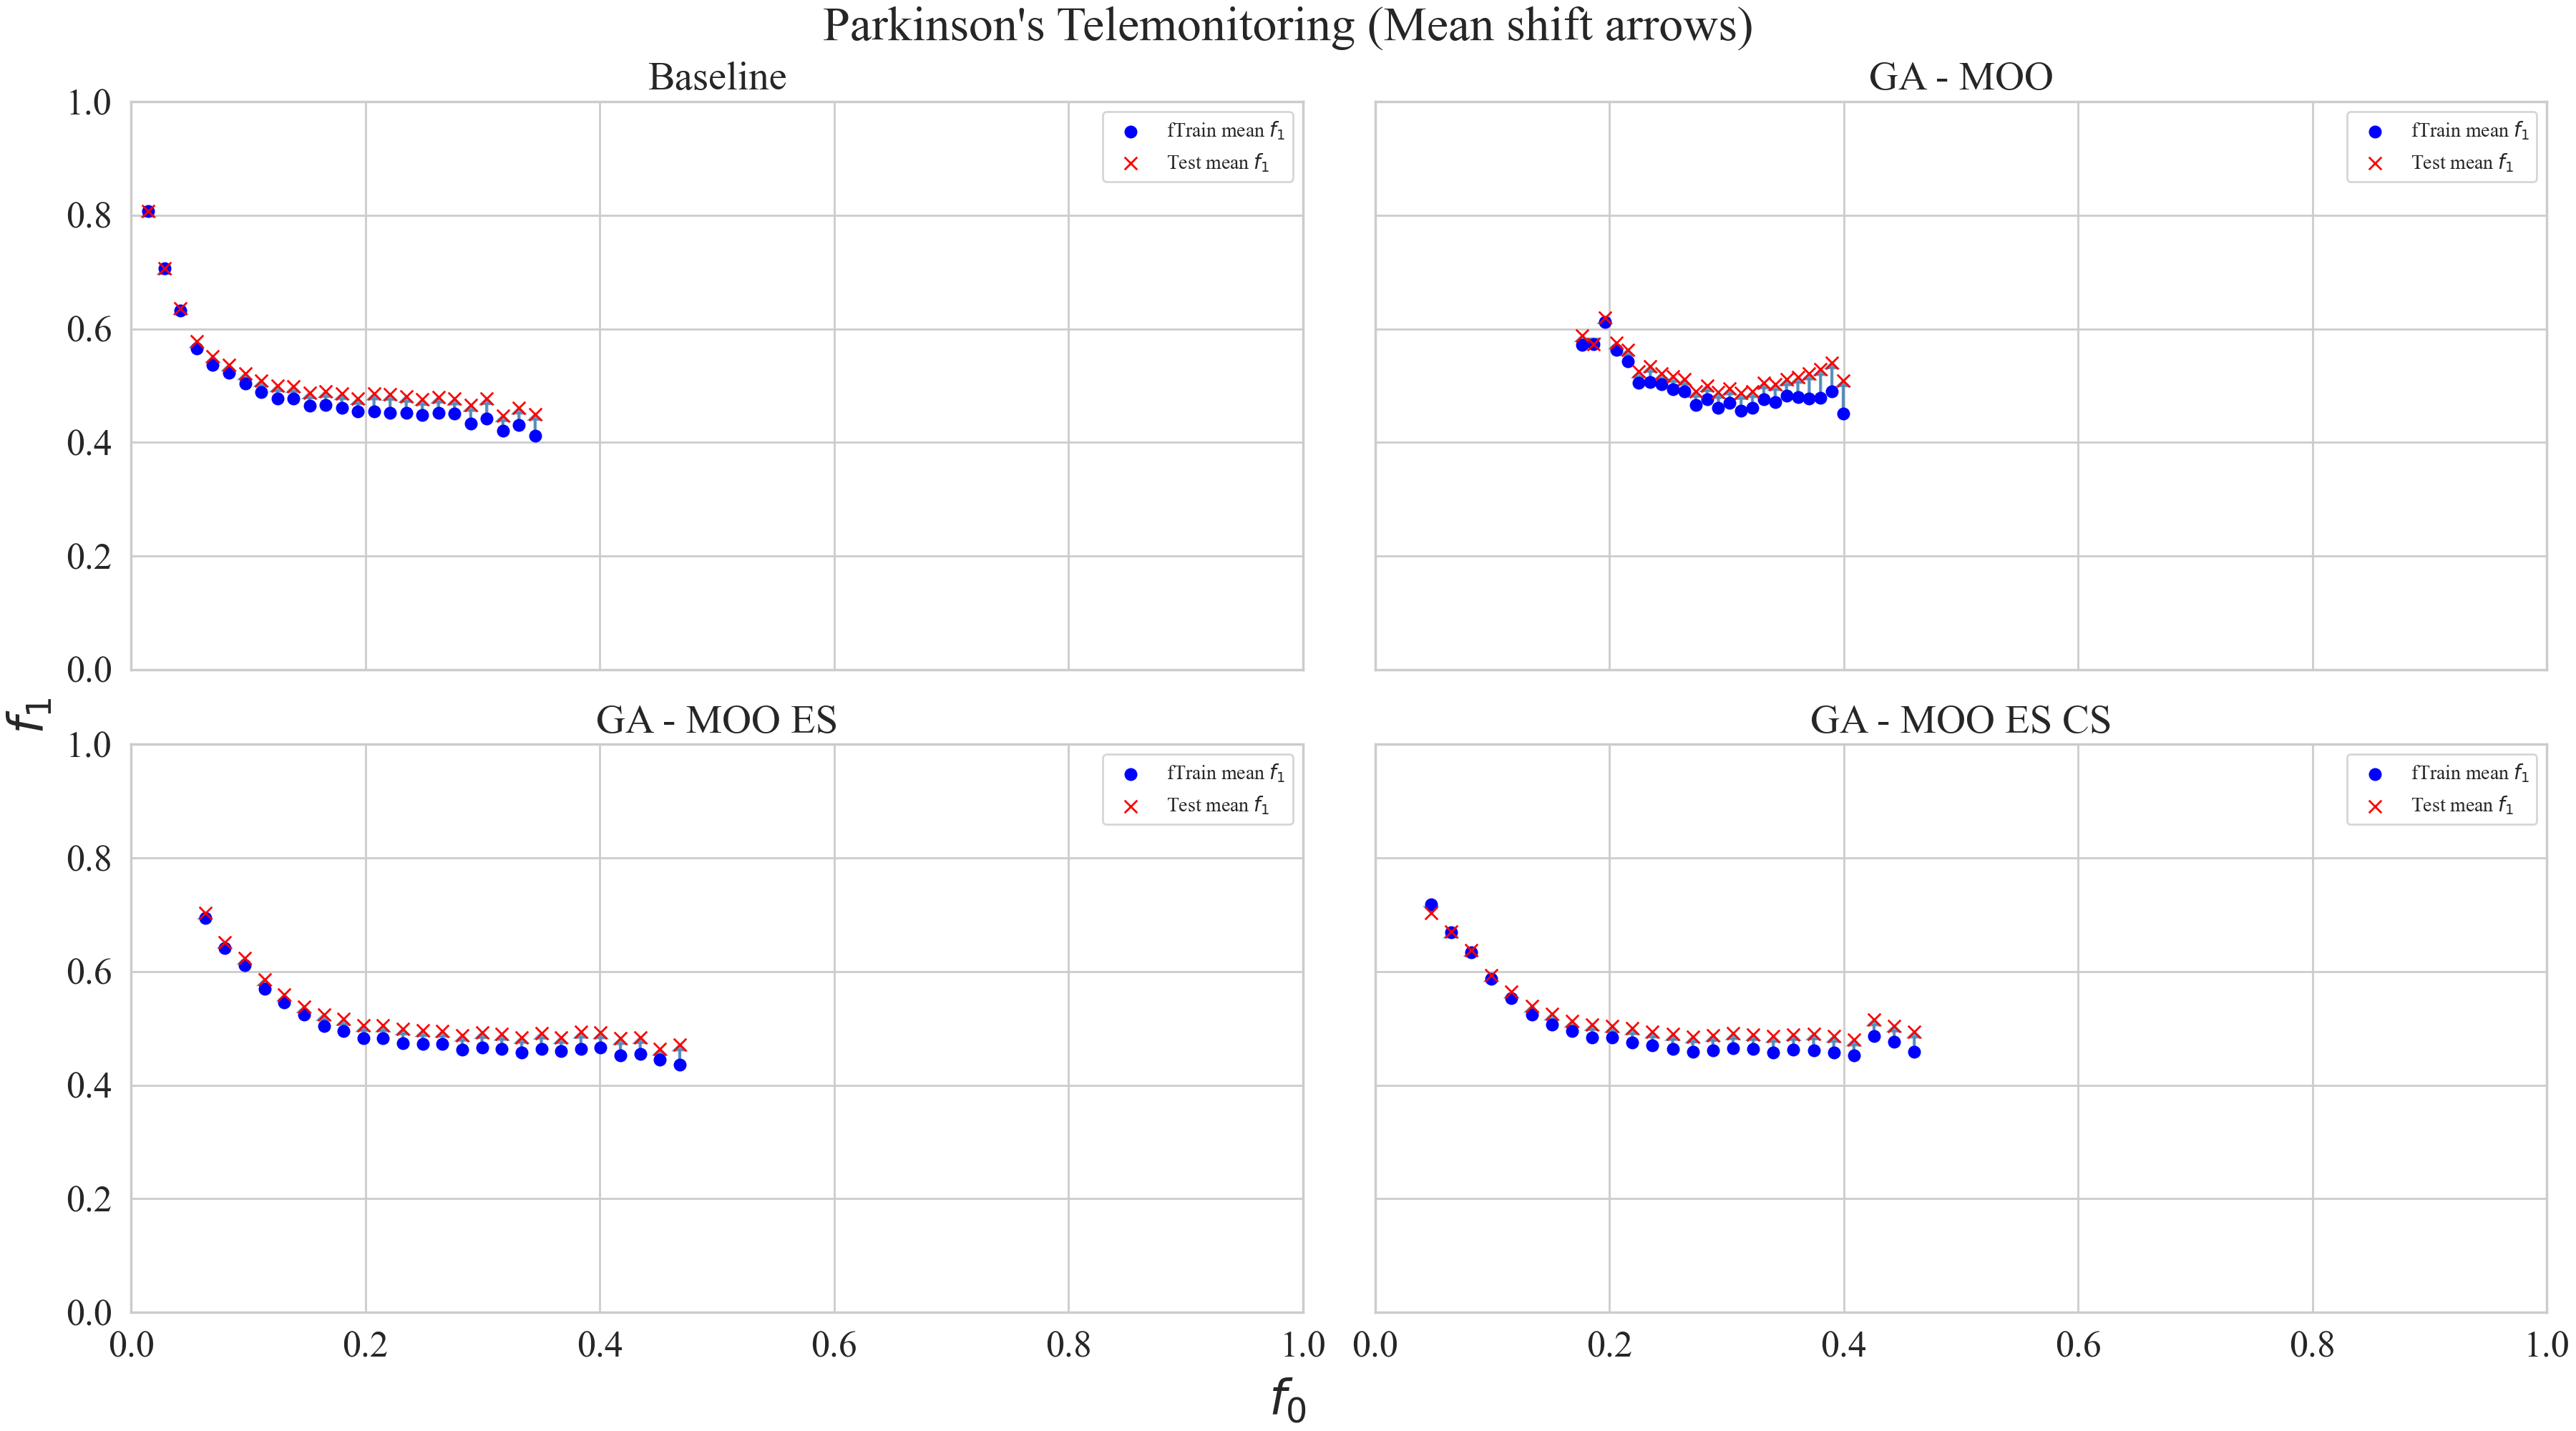 Parkinson's Telemonitoring (Mean shift arrows)
Baseline
1.0
0.8
0.6
0.4
0.2
0.0
fTrain mean f₁
Test mean f₁
GA - MOO
fTrain mean f₁
Test mean f₁
f₁
GA - MOO ES
1.0
0.8
0.6
0.4
0.2
0.0
0.0 0.2 0.4 0.6 0.8 1.0
fTrain mean f₁
Test mean f₁
GA - MOO ES CS
fTrain mean f₁
Test mean f₁
0.0 0.2 0.4 0.6 0.8 1.0
f₀